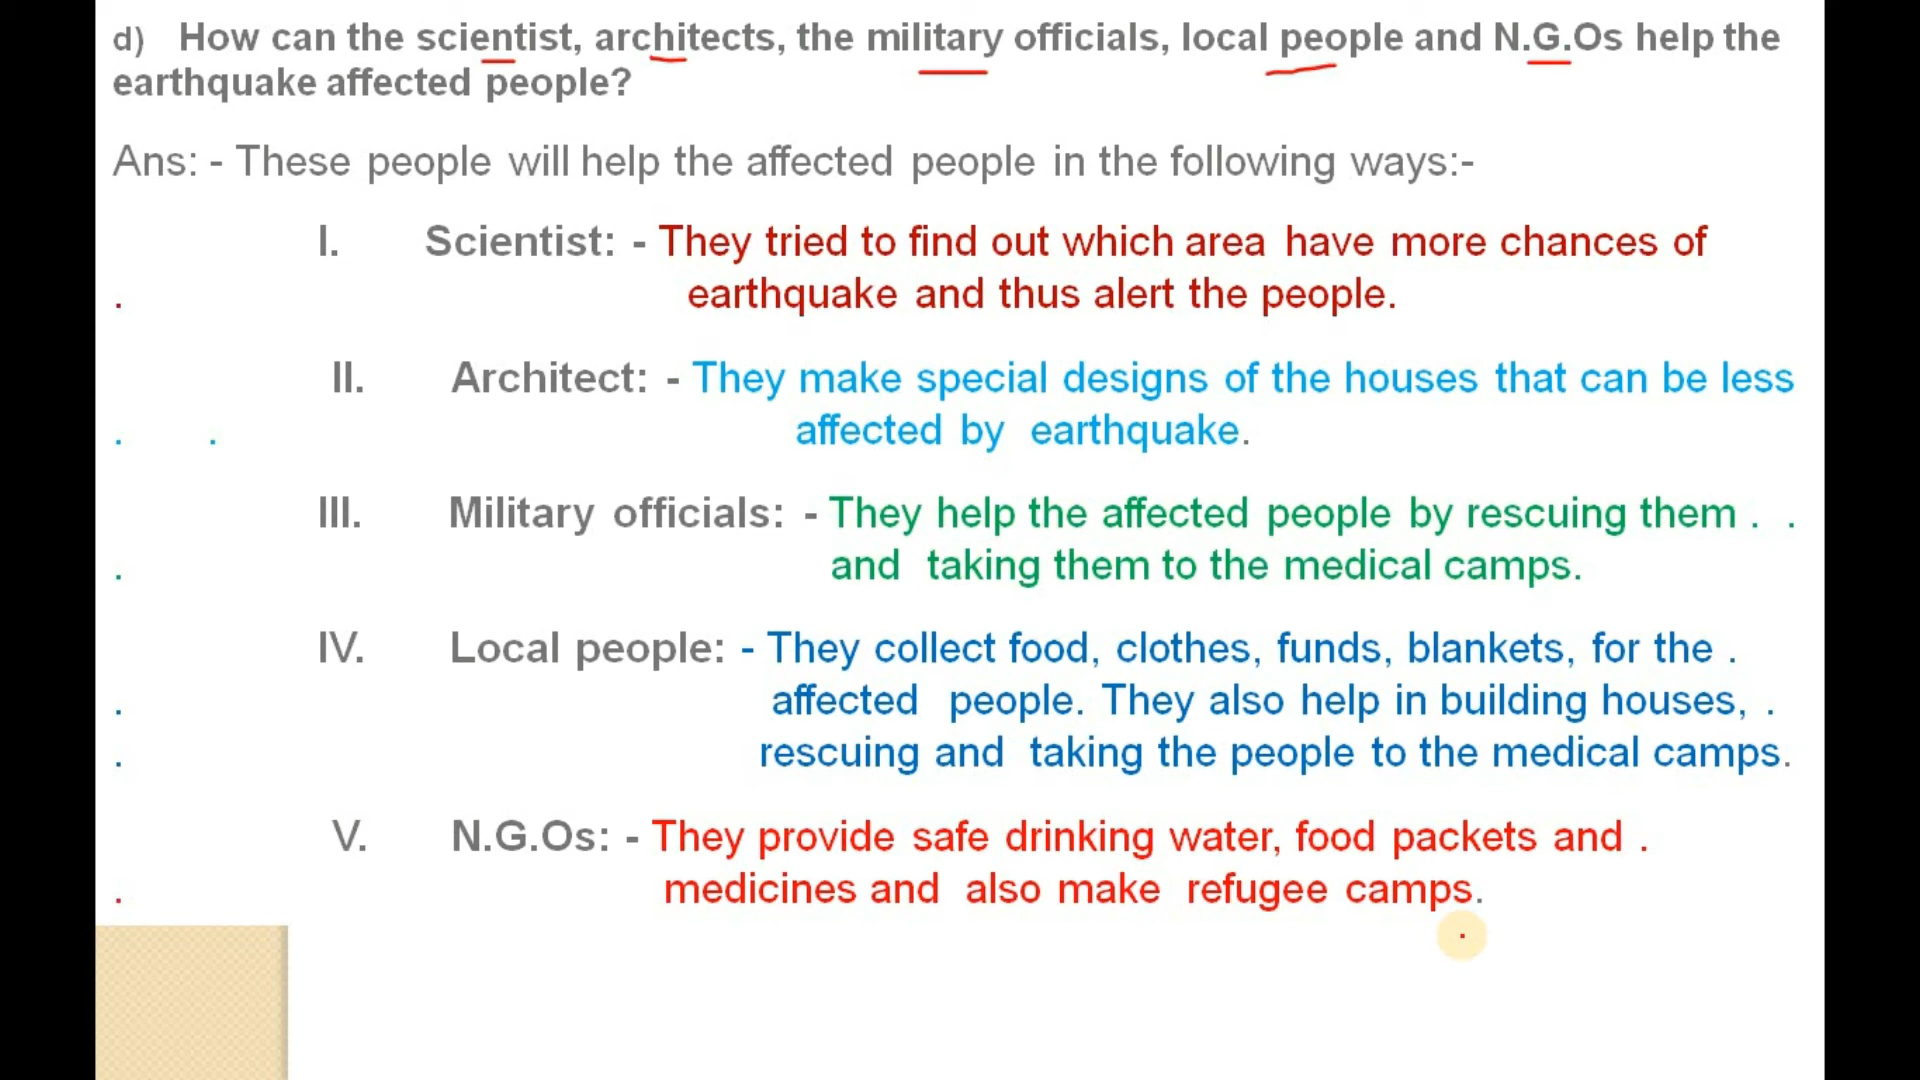 d) How can the scientist, architects, the military officials, local people and N.G.Os help the
earthquake affected people?
Ans: - These people will help the affected people in the following ways:-
I. Scientist: - They tried to find out which area have more chances of
. earthquake and thus alert the people.
II. Architect: - They make special designs of the houses that can be less
. . affected by earthquake.
III. Military officials: - They help the affected people by rescuing them . .
. and taking them to the medical camps.
IV. Local people: - They collect food, clothes, funds, blankets, for the .
. affected people. They also help in building houses, .
. rescuing and taking the people to the medical camps.
V. N.G.Os: - They provide safe drinking water, food packets and .
. medicines and also make refugee camps.